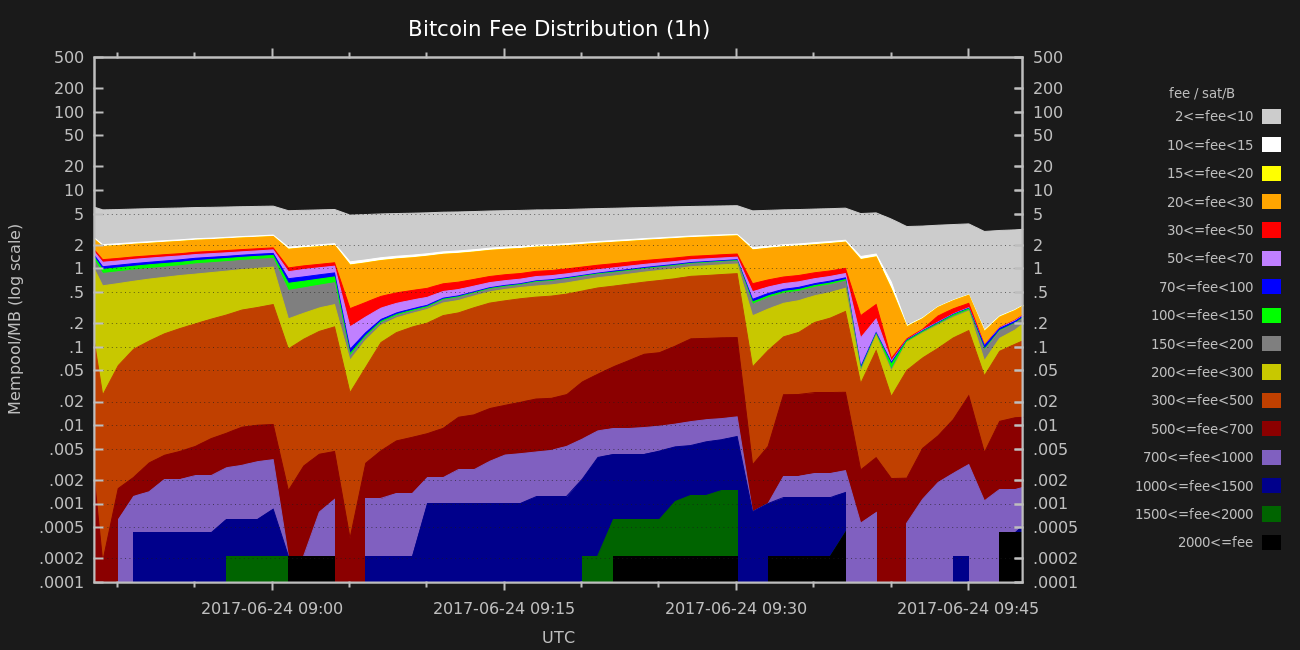 Bitcoin Fee Distribution (1h)
500 500
200 200
100 100
50 50
20 20
10 10
5 5
2 2
1 1
.5 .5
.2 .2
.1 .1
.05 .05
.02 .02
.01 .01
.005 .005
.002 .002
.001 .001
.0005 .0005
.0002 .0002
.0001 .0001
Mempool/MB (log scale)
2017-06-24 09:00 2017-06-24 09:15 2017-06-24 09:30 2017-06-24 09:45
UTC
fee / sat/B
2<=fee<10
10<=fee<15
15<=fee<20
20<=fee<30
30<=fee<50
50<=fee<70
70<=fee<100
100<=fee<150
150<=fee<200
200<=fee<300
300<=fee<500
500<=fee<700
700<=fee<1000
1000<=fee<1500
1500<=fee<2000
2000<=fee